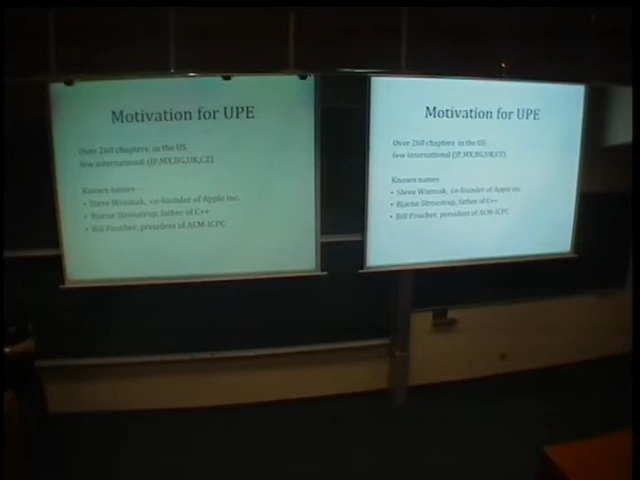 Motivation for UPE
Over 260 chapters in the US
few international (JP,MY,BG,UK,CZ)
Known names
• Steve Wozniak, co-founder of Apple Inc.
• Bjarne Stroustrup, father of C++
• Bill Poucher, president of ACM-ICPC
Motivation for UPE
Over 260 chapters in the US
few international (JP,MY,BG,UK,CZ)
Known names
• Steve Wozniak, co-founder of Apple Inc.
• Bjarne Stroustrup, father of C++
• Bill Poucher, president of ACM-ICPC